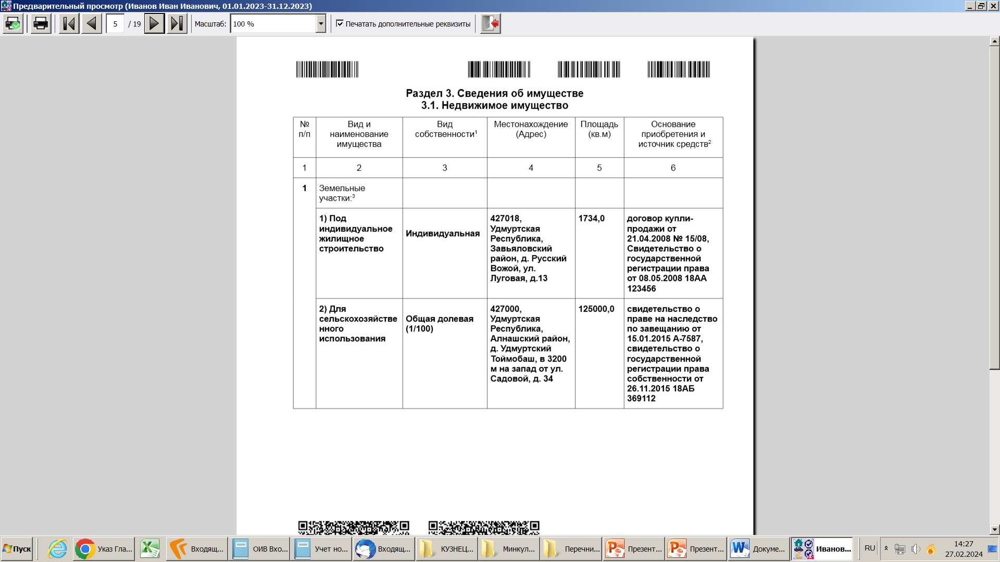 Предварительный просмотр (Иванов Иван Иванович, 01.01.2023-31.12.2023)
5 / 19 Масштаб: 100 % Печатать дополнительные реквизиты
Раздел 3. Сведения об имуществе
3.1. Недвижимое имущество
№
п/п
Вид и
наименование
имущества
Вид
собственности1
Местонахождение
(Адрес)
Площадь
(кв.м)
Основание
приобретения и
источник средств2
1 2 3 4 5 6
1
Земельные
участки:3
1) Под
индивидуальное
жилищное
строительство
Индивидуальная
427018,
Удмуртская
Республика,
Завьяловский
район, д. Русский
Вожой, ул.
Луговая, д.13
1734,0
договор купли-
продажи от
21.04.2008 № 15/08,
Свидетельство о
государственной
регистрации права
от 08.05.2008 18АА
123456
2) Для
сельскохозяйстве
нного
использования
Общая долевая
(1/100)
427000,
Удмуртская
Республика,
Алнашский район,
д. Удмуртский
Тоймобаш, в 3200
м на запад от ул.
Садовой, д. 34
125000,0
свидетельство о
праве на наследство
по завещанию от
15.01.2015 А-7587,
свидетельство о
государственной
регистрации права
собственности от
26.11.2015 18АБ
369112
Пуск
Указ Гла...
Входящ...
ОИВ Вхо...
Учет но...
Входящ...
КУЗНЕЦ...
Минкул...
Перечни...
Презент...
Презент...
Докуме...
Иванов...
RU
14:27
27.02.2024